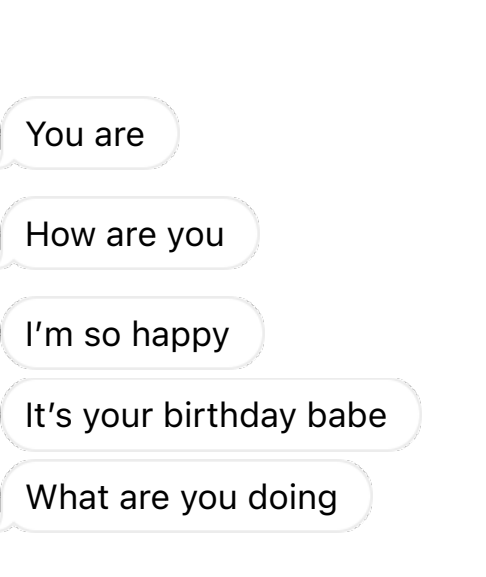 You are
How are you
I’m so happy
It’s your birthday babe
What are you doing